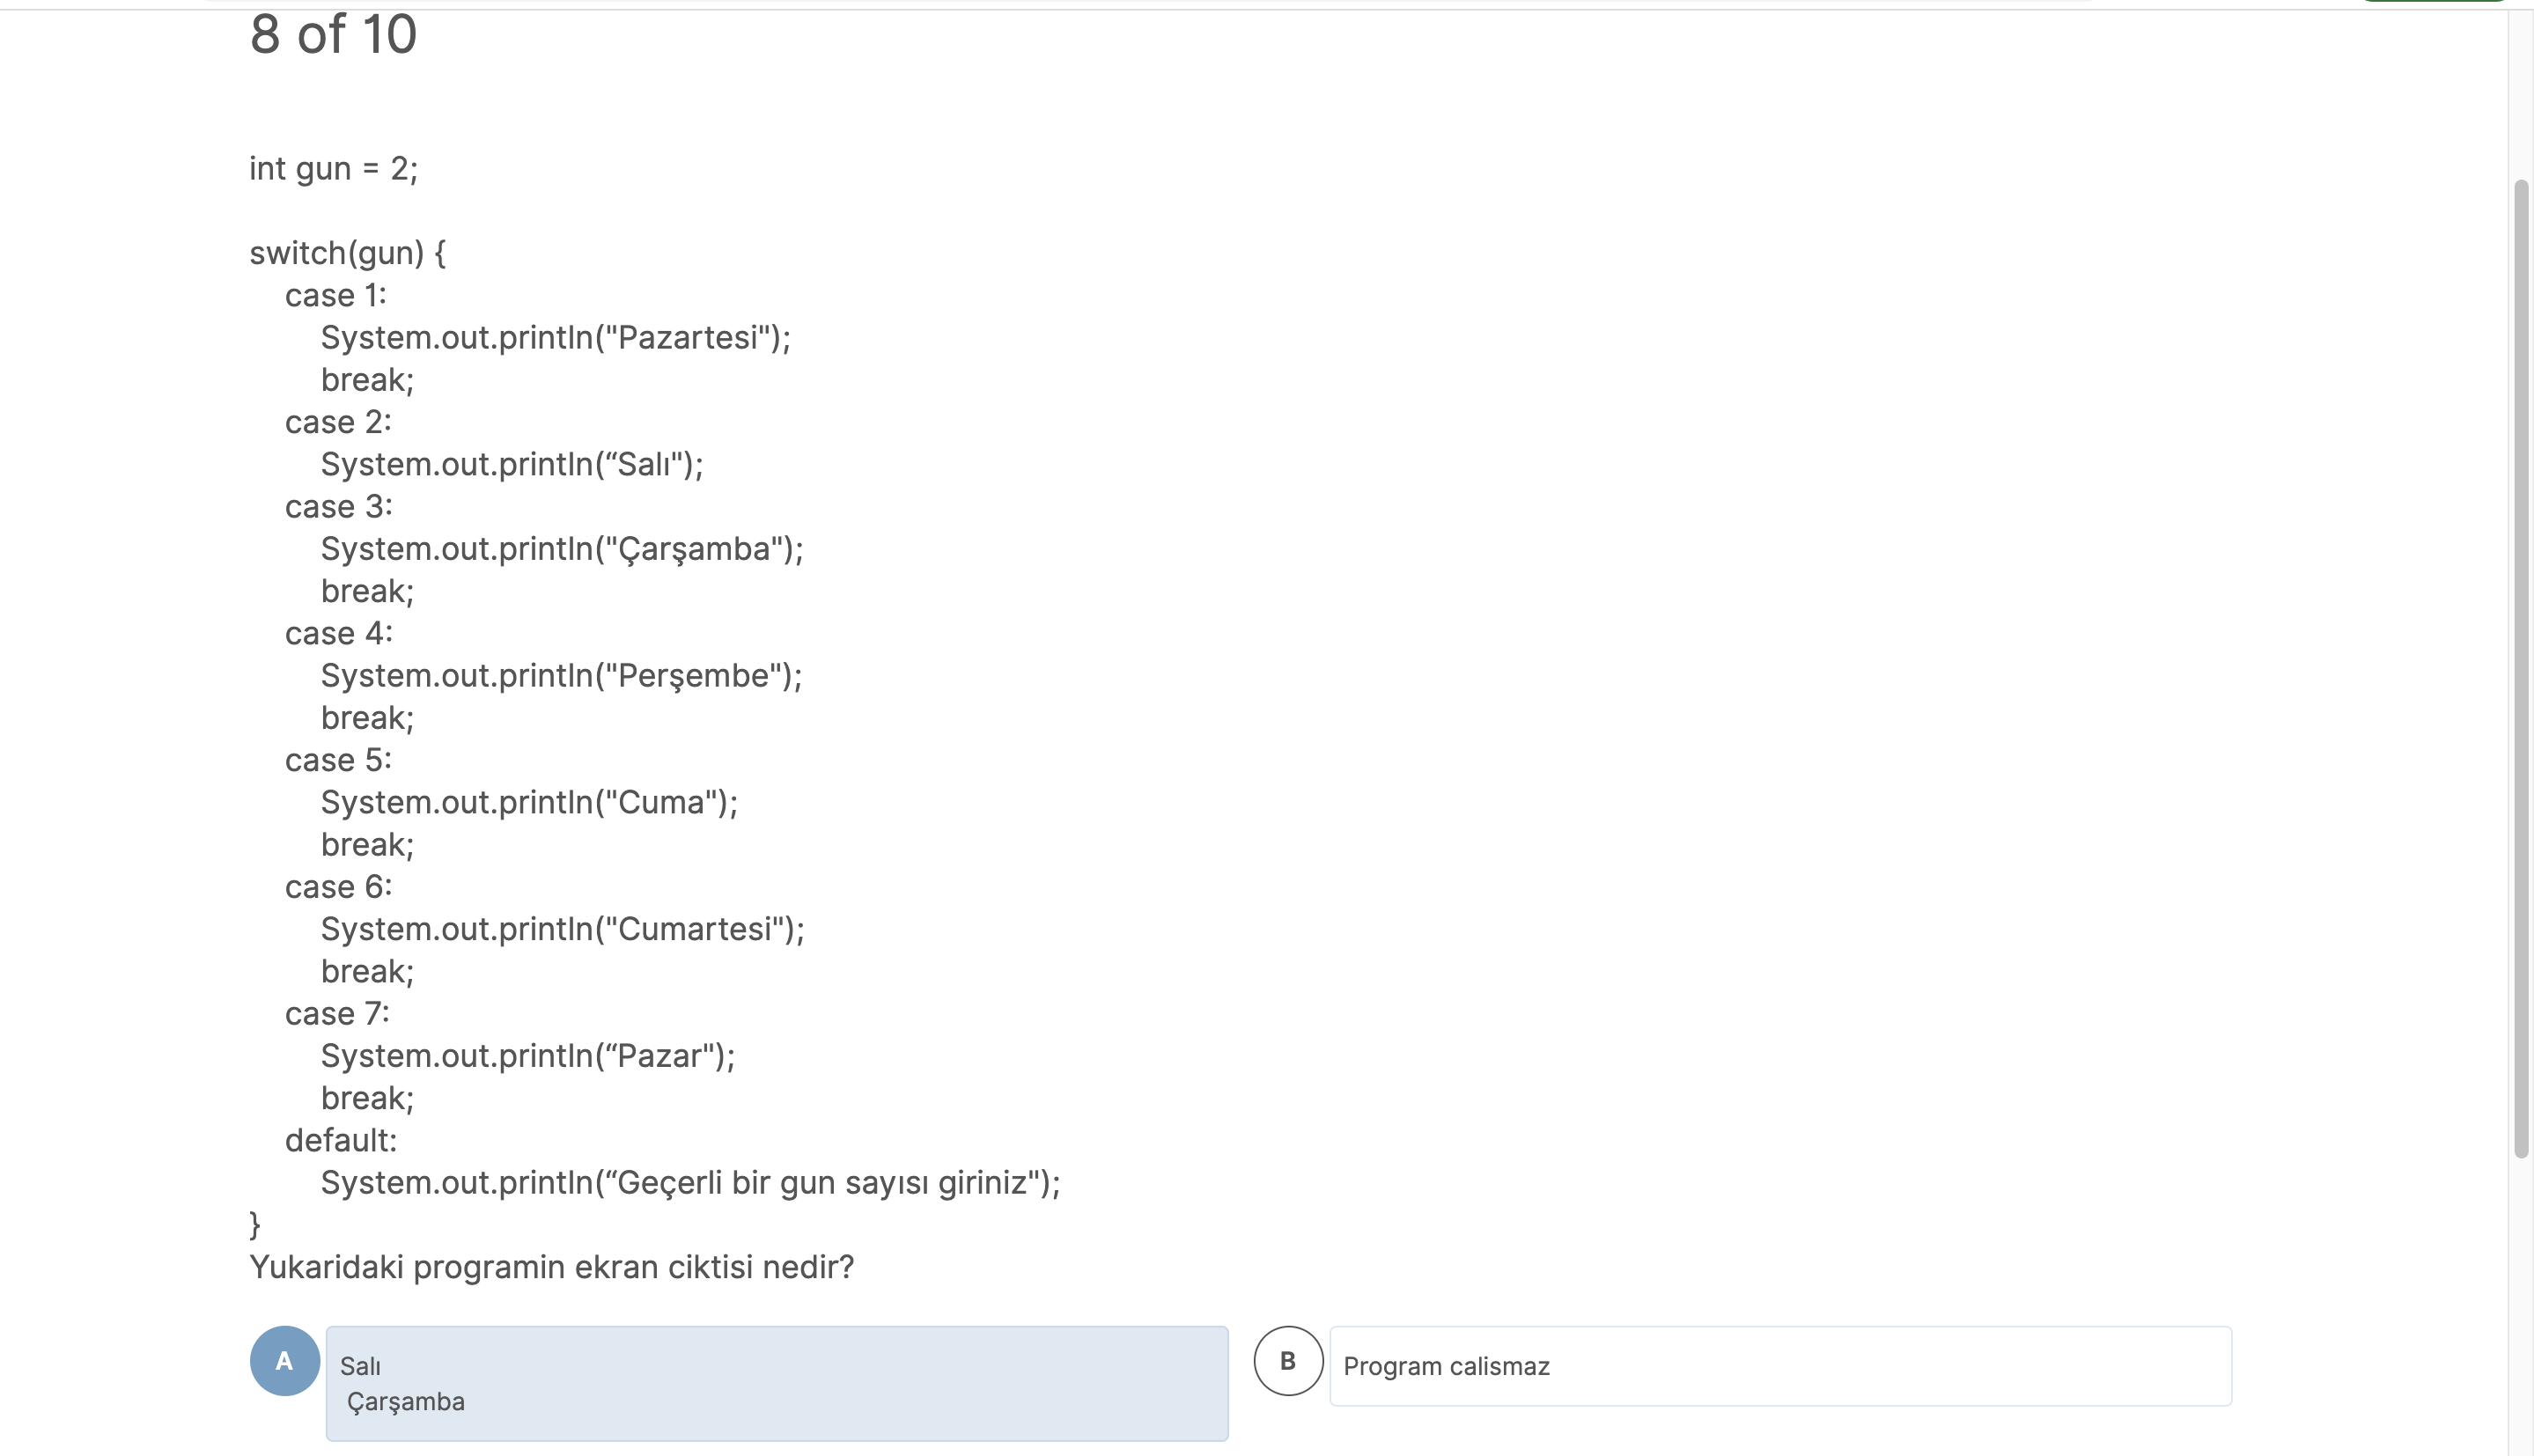 8 of 10
int gun = 2;
switch(gun) {
case 1:
System.out.println("Pazartesi");
break;
case 2:
System.out.println(“Salı");
case 3:
System.out.println("Çarşamba");
break;
case 4:
System.out.println("Perşembe");
break;
case 5:
System.out.println("Cuma");
break;
case 6:
System.out.println("Cumartesi");
break;
case 7:
System.out.println(“Pazar");
break;
default:
System.out.println(“Geçerli bir gun sayısı giriniz");
}
Yukaridaki programin ekran ciktisi nedir?
A
Salı
Çarşamba
B
Program calismaz